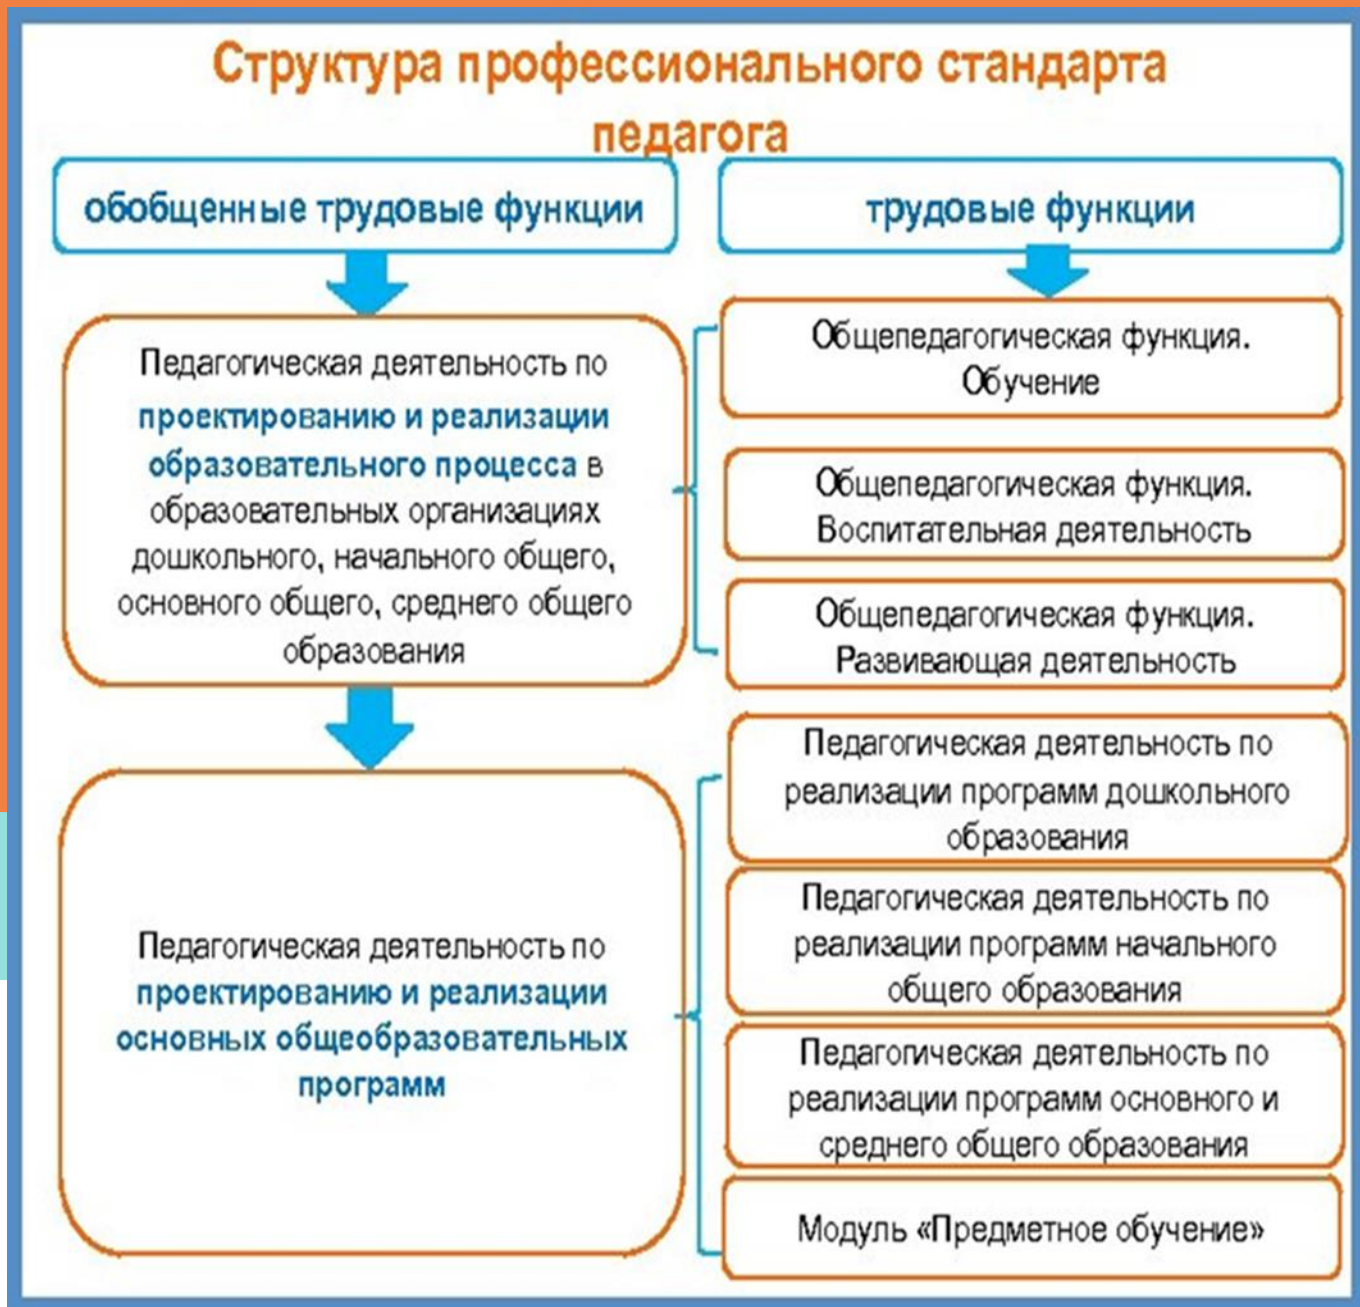 Структура профессионального стандарта
педагога
обобщенные трудовые функции
трудовые функции
Педагогическая деятельность по
проектированию и реализации
образовательного процесса в
образовательных организациях
дошкольного, начального общего,
основного общего, среднего общего
образования
Общепедагогическая функция.
Обучение
Общепедагогическая функция.
Воспитательная деятельность
Общепедагогическая функция.
Развивающая деятельность
Педагогическая деятельность по
проектированию и реализации
основных общеобразовательных
программ
Педагогическая деятельность по
реализации программ дошкольного
образования
Педагогическая деятельность по
реализации программ начального
общего образования
Педагогическая деятельность по
реализации программ основного и
среднего общего образования
Модуль «Предметное обучение»